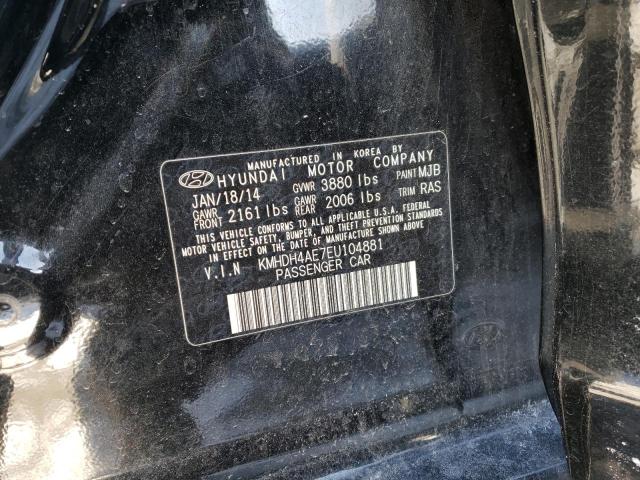 MANUFACTURED IN KOREA BY
HYUNDAI MOTOR COMPANY
JAN/18/14 GVWR 3880 lbs PAINT MJB
GAWR FRONT 2161 lbs GAWR REAR 2006 lbs TRIM RAS
THIS VEHICLE CONFORMS TO ALL APPLICABLE U.S.A. FEDERAL
MOTOR VEHICLE SAFETY, BUMPER, AND THEFT PREVENTION STANDARDS
IN EFFECT ON THE DATE OF MANUFACTURE SHOWN ABOVE.
V.I.N KMHDH4AE7EU104881
PASSENGER CAR